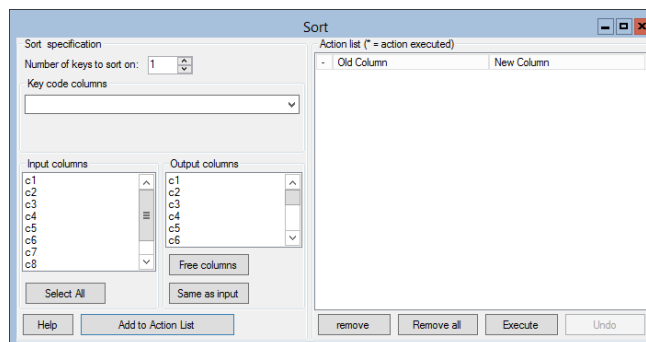 Sort
Sort specification
Number of keys to sort on: 1
Key code columns
Input columns
c1
c2
c3
c4
c5
c6
c7
c8
Select All
Output columns
c1
c2
c3
c4
c5
c6
Free columns
Same as input
Help
Add to Action List
Action list (* = action executed)
- Old Column New Column
remove Remove all Execute Undo